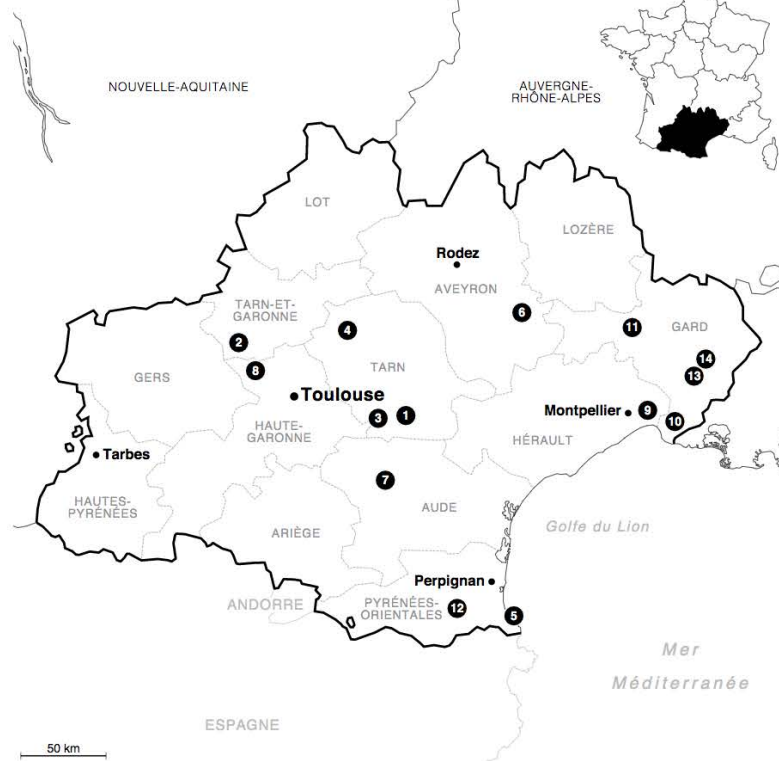 NOUVELLE-AQUITAINE
AUVERGNE-
RHÔNE-ALPES
LOT
LOZÈRE
Rodez
AVEYRON
TARN-ET-
GARONNE
6
4
11
GARD
2
TARN
14
8
13
GERS
Toulouse
3
1
Montpellier
9
10
HAUTE-
GARONNE
HÉRAULT
Tarbes
7
HAUTES-
PYRÉNÉES
AUDE
ARIÈGE
Golfe du Lion
Perpignan
ANDORRE
PYRÉNÉES-
ORIENTALES
12
5
Mer
Méditerranée
ESPAGNE
50 km